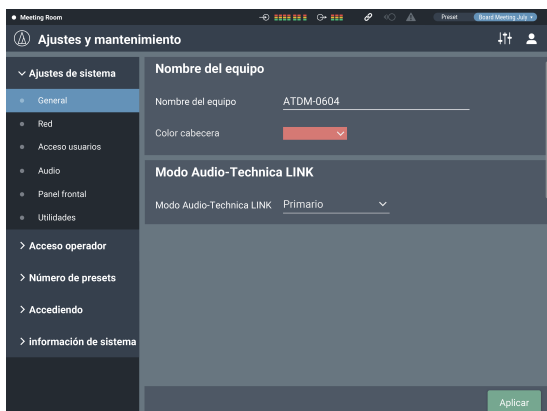 Meeting Room
Preset
Board Meeting July
Ajustes y mantenimiento
Ajustes de sistema
General
Red
Acceso usuarios
Audio
Panel frontal
Utilidades
Acceso operador
Número de presets
Accediendo
información de sistema
Nombre del equipo
Nombre del equipo ATDM-0604
Color cabecera
Modo Audio-Technica LINK
Modo Audio-Technica LINK Primario
Aplicar